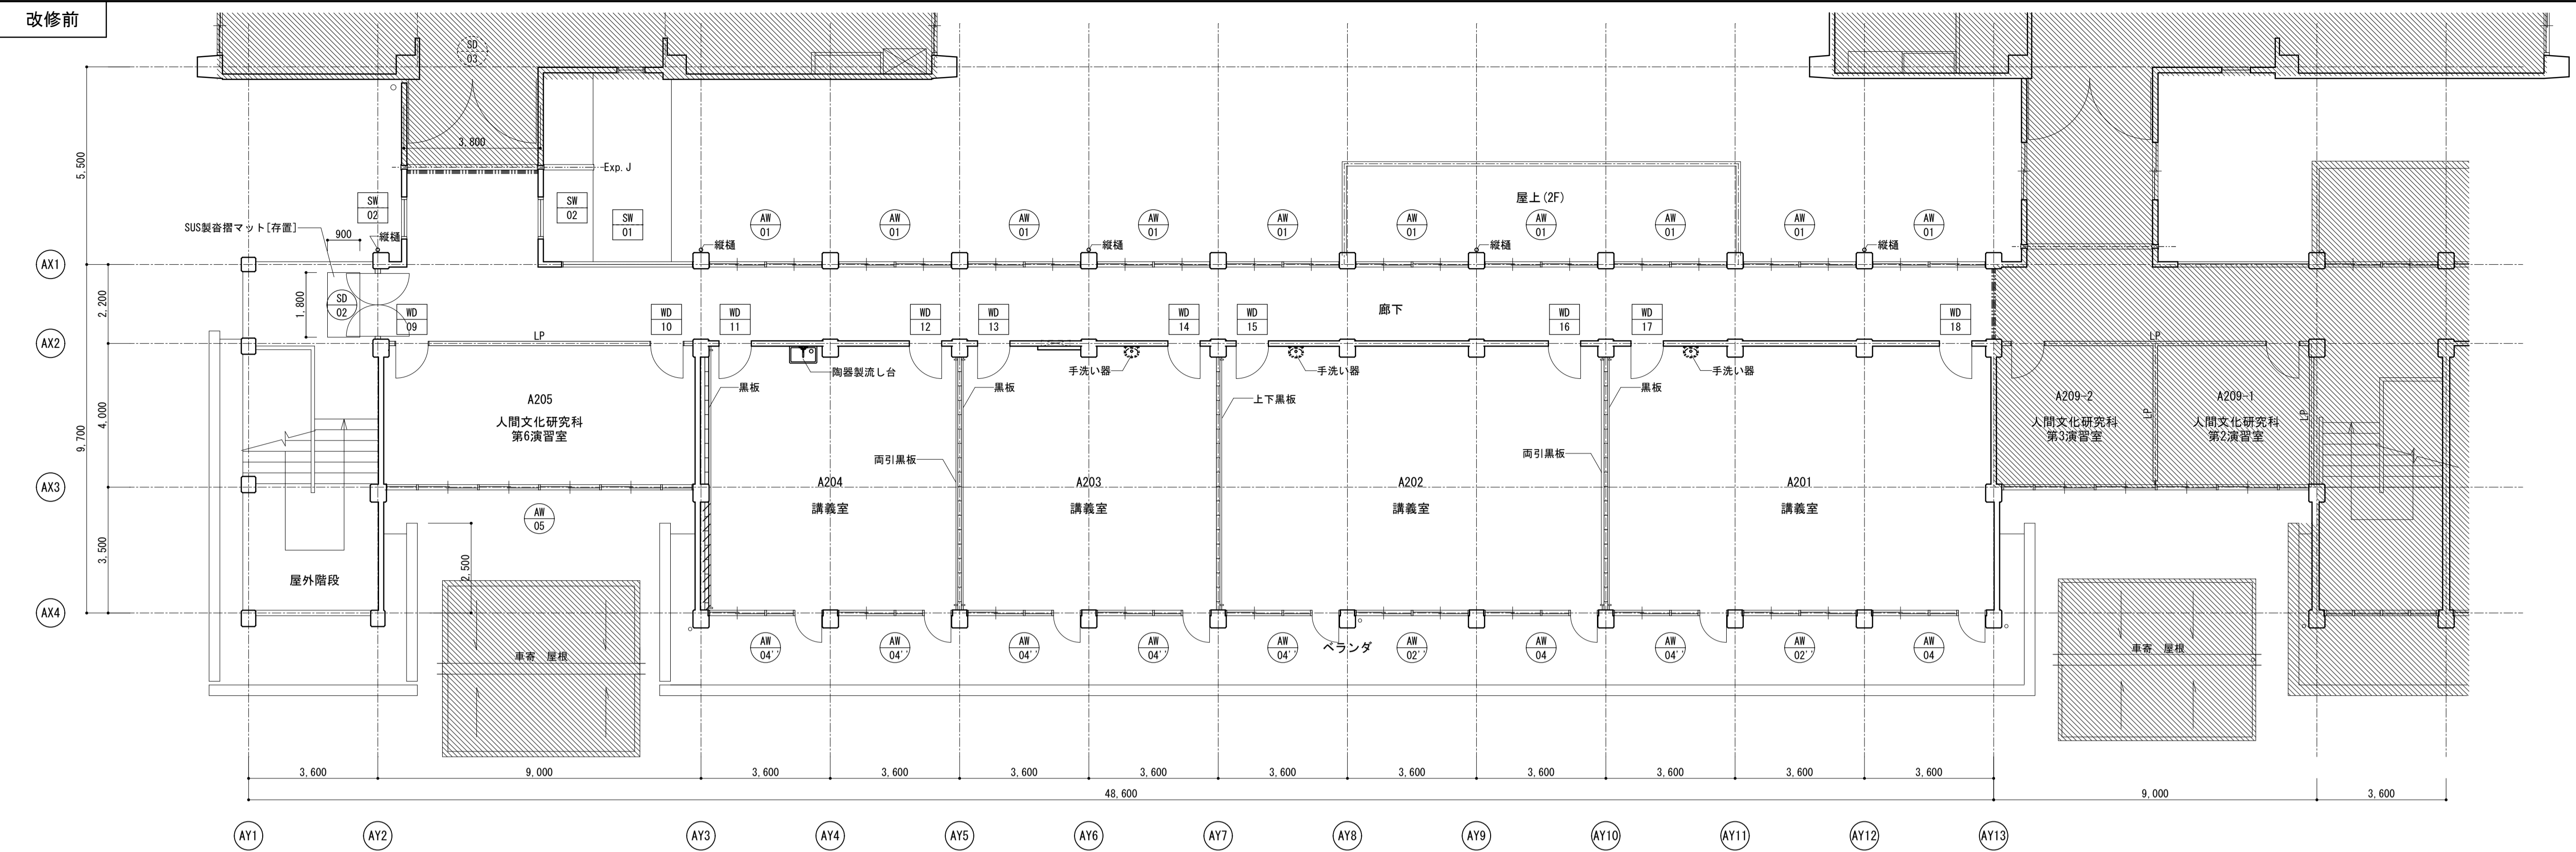 改修前
SD
03
3,800
Exp.J
5,500
SW
02
SW
02
SW
01
AW
01
AW
01
AW
01
AW
01
AW
01
AW
01
AW
01
AW
01
AW
01
AW
01
屋上(2F)
SUS製沓摺マット[存置]
900
縦樋
縦樋
縦樋
縦樋
縦樋
AX1
2,200
1,800
SD
02
WD
09
WD
10
WD
11
WD
12
WD
13
WD
14
WD
15
WD
16
WD
17
WD
18
廊下
AX2
LP
LP
陶器製流し台
手洗い器
手洗い器
手洗い器
黒板
黒板
上下黒板
黒板
A205
人間文化研究科
第6演習室
A209-2
人間文化研究科
第3演習室
LP
A209-1
人間文化研究科
第2演習室
LP
4,000
9,700
両引黒板
両引黒板
AX3
A204
講義室
A203
講義室
A202
講義室
A201
講義室
AW
05
3,500
2,500
屋外階段
AX4
AW
04''
AW
04''
AW
04''
AW
04''
AW
04''
ベランダ
AW
02''
AW
04
AW
04''
AW
02''
AW
04
車寄 屋根
車寄 屋根
3,600
9,000
3,600
3,600
3,600
3,600
3,600
3,600
3,600
3,600
3,600
3,600
48,600
9,000
3,600
AY1
AY2
AY3
AY4
AY5
AY6
AY7
AY8
AY9
AY10
AY11
AY12
AY13